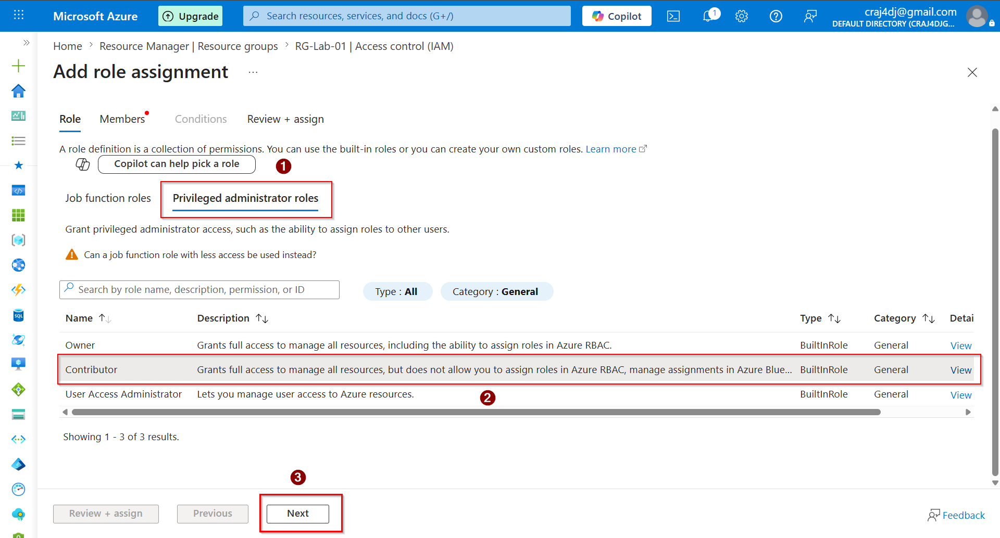 Microsoft Azure
Upgrade
Search resources, services, and docs (G+/)
Copilot
1
craj4dj@gmail.com
DEFAULT DIRECTORY (CRAJ4DJG...
Home > Resource Manager | Resource groups > RG-Lab-01 | Access control (IAM)
Add role assignment ...
Role Members Conditions Review + assign
A role definition is a collection of permissions. You can use the built-in roles or you can create your own custom roles. Learn more
Copilot can help pick a role
1
Job function roles Privileged administrator roles
Grant privileged administrator access, such as the ability to assign roles to other users.
Can a job function role with less access be used instead?
Search by role name, description, permission, or ID
Type : All
Category : General
Name Description Type Category Detai
Owner Grants full access to manage all resources, including the ability to assign roles in Azure RBAC. BuiltInRole General View
Contributor Grants full access to manage all resources, but does not allow you to assign roles in Azure RBAC, manage assignments in Azure Blue... BuiltInRole General View
User Access Administrator Lets you manage user access to Azure resources. BuiltInRole General View
2
Showing 1 - 3 of 3 results.
3
Review + assign Previous Next
Feedback
SQL